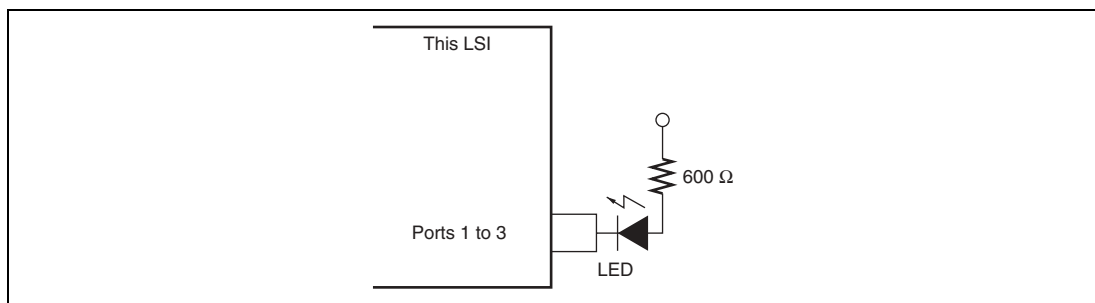 This LSI
600 Ω
Ports 1 to 3
LED